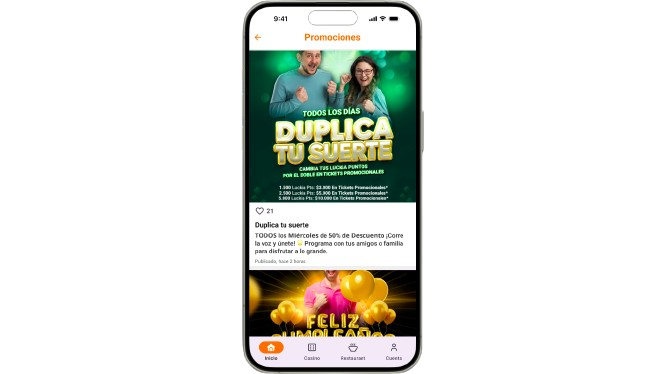 9:41
Promociones
TODOS LOS DÍAS
DUPLICA
TU SUERTE
CAMBIA TUS LUCKIA PUNTOS
POR EL DOBLE EN TICKETS PROMOCIONALES
1.500 Luckia Pts: $3.000 En Tickets Promocionales*
2.500 Luckia Pts: $5.000 En Tickets Promocionales*
5.000 Luckia Pts: $10.000 En Tickets Promocionales*
21
Duplica tu suerte
TODOS los Miércoles de 50% de Descuento ¡Corre
la voz y únete! Programa con tus amigos o familia
para disfrutar a lo grande.
Públicado, hace 2 horas
FELIZ
CUMPLEAÑOS
Inicio
Casino
Restaurant
Cuenta